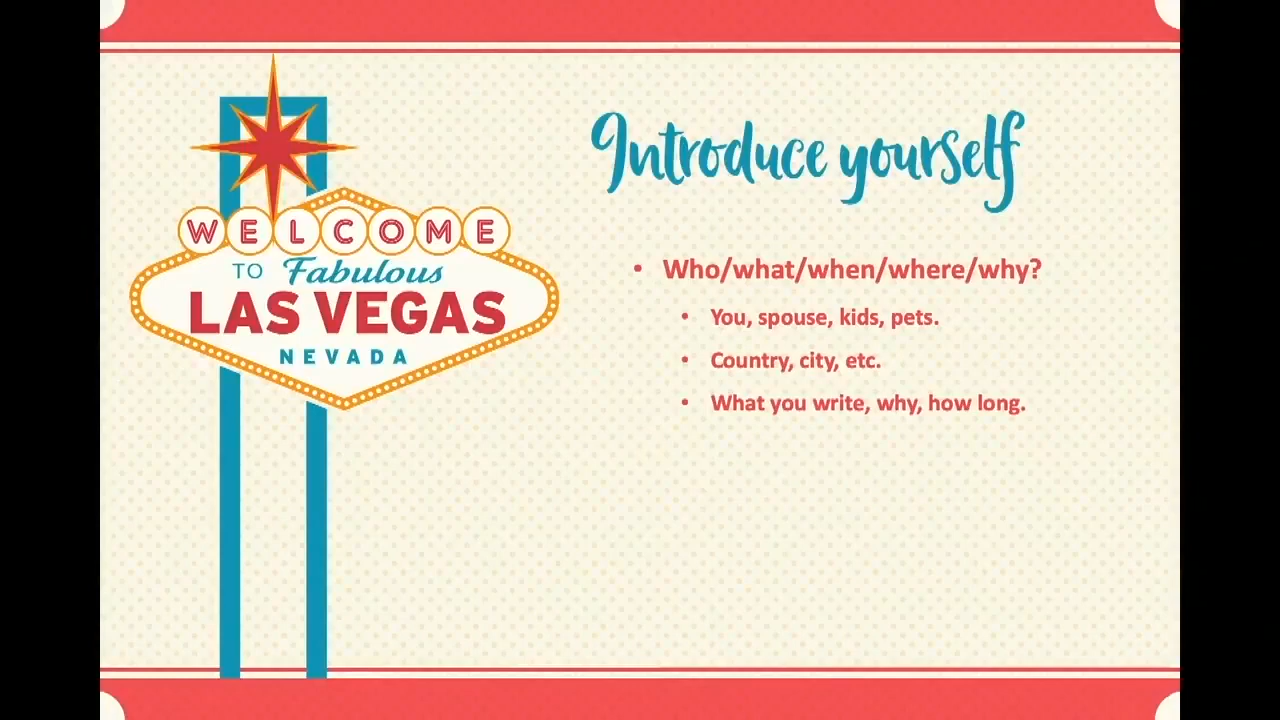 WELCOME
TO Fabulous
LAS VEGAS
NEVADA
Introduce yourself
• Who/what/when/where/why?
• You, spouse, kids, pets.
• Country, city, etc.
• What you write, why, how long.